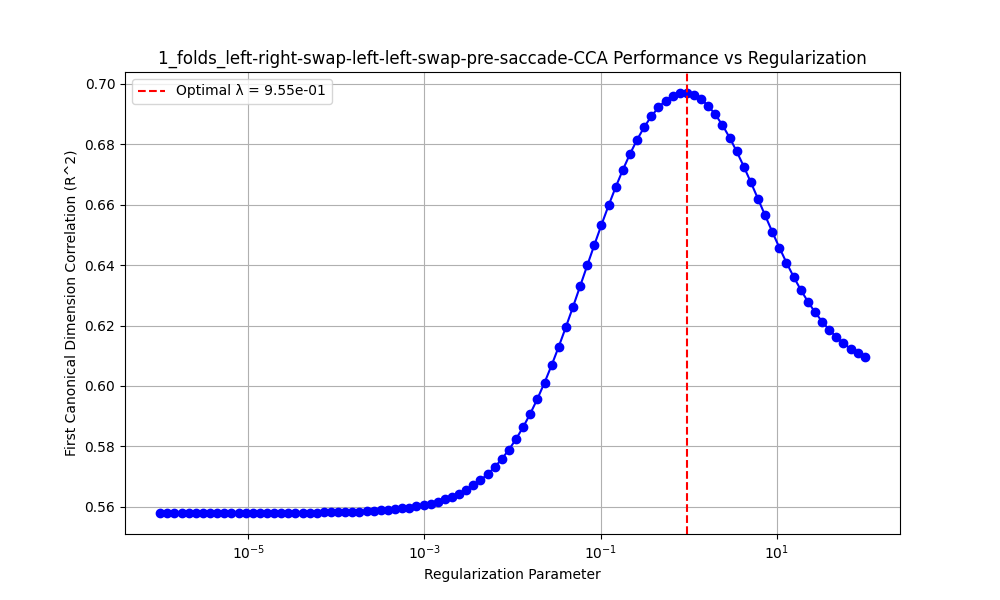 1_folds_left-right-swap-left-left-swap-pre-saccade-CCA Performance vs Regularization
Optimal λ = 9.55e-01
First Canonical Dimension Correlation (R^2)
0.70
0.68
0.66
0.64
0.62
0.60
0.58
0.56
10⁻⁵ 10⁻³ 10⁻¹ 10¹
Regularization Parameter